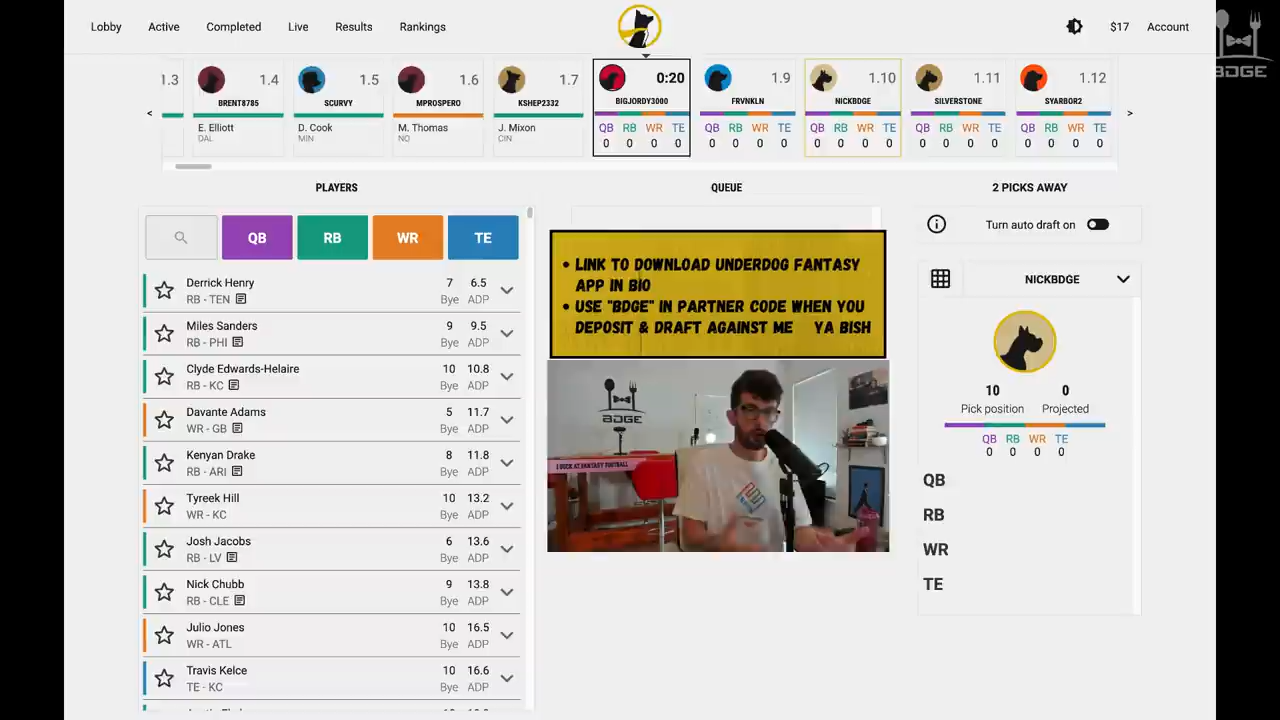 Lobby Active Completed Live Results Rankings $17 Account
BDGE
1.3 1.4 1.5 1.6 1.7 0:20 1.9 1.10 1.11 1.12
BRENT8785 SCURVY MPROSPERO KSHEP2332 BIGJORDY3000 FRVNKLN NICKBDGE SILVERSTONE SYARBOR2
< E. Elliott D. Cook M. Thomas J. Mixon QB RB WR TE QB RB WR TE QB RB WR TE QB RB WR TE QB RB WR TE >
DAL MIN NO CIN 0 0 0 0 0 0 0 0 0 0 0 0 0 0 0 0 0 0 0 0
PLAYERS QUEUE 2 PICKS AWAY
QB RB WR TE
Turn auto draft on
Derrick Henry 7 6.5
RB - TEN Bye ADP
Miles Sanders 9 9.5
RB - PHI Bye ADP
Clyde Edwards-Helaire 10 10.8
RB - KC Bye ADP
Davante Adams 5 11.7
WR - GB Bye ADP
Kenyan Drake 8 11.8
RB - ARI Bye ADP
Tyreek Hill 10 13.2
WR - KC Bye ADP
Josh Jacobs 6 13.6
RB - LV Bye ADP
Nick Chubb 9 13.8
RB - CLE Bye ADP
Julio Jones 10 16.5
WR - ATL Bye ADP
Travis Kelce 10 16.6
TE - KC Bye ADP
• LINK TO DOWNLOAD UNDERDOG FANTASY
APP IN BIO
• USE "BDGE" IN PARTNER CODE WHEN YOU
DEPOSIT & DRAFT AGAINST ME YA BISH
BDGE
I SUCK AT FANTASY FOOTBALL
NICKBDGE
10 0
Pick position Projected
QB RB WR TE
0 0 0 0
QB
RB
WR
TE